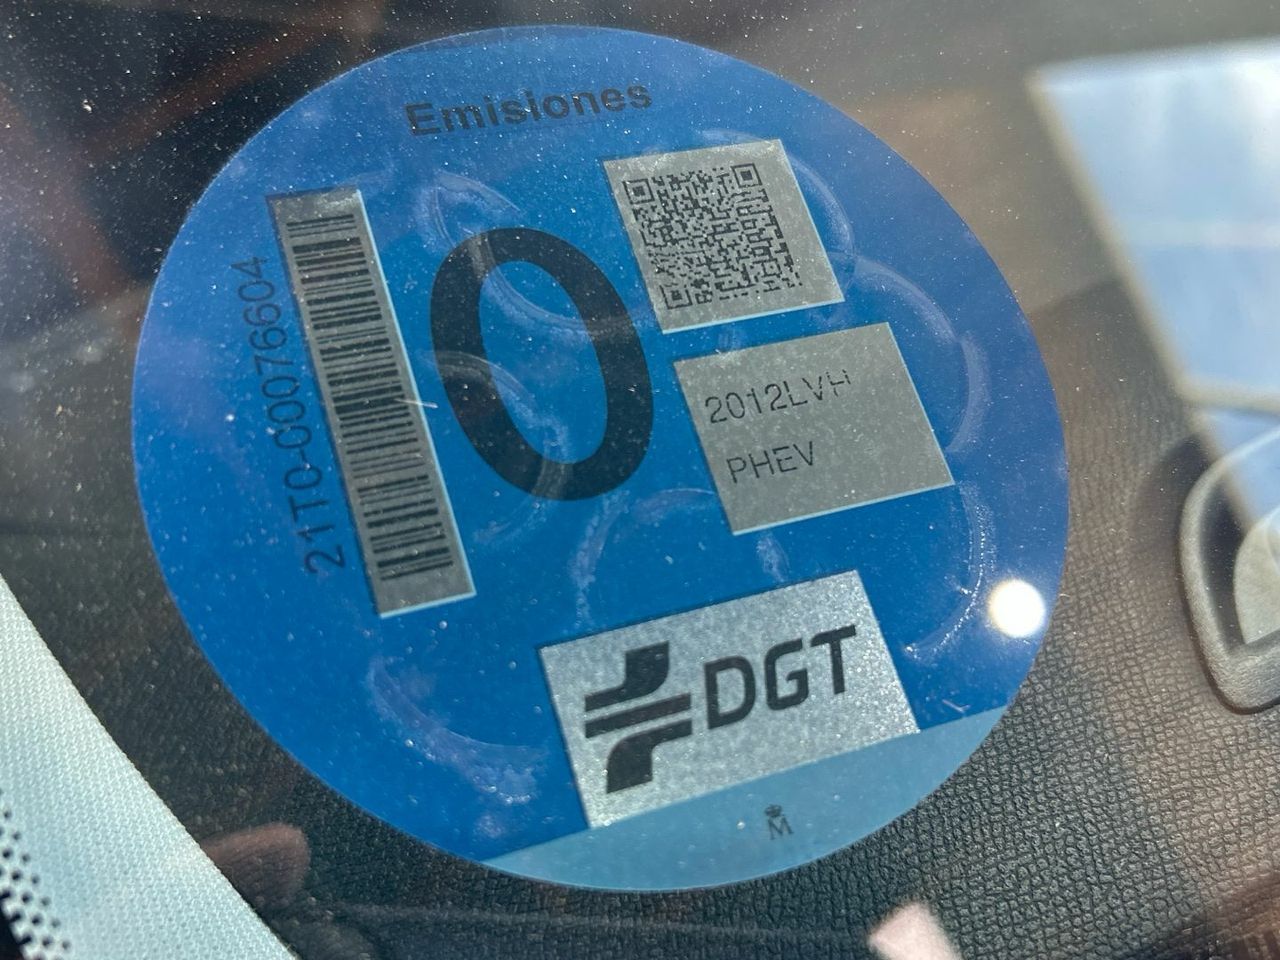 Emisiones
21T0-00076604
0
2012LVH
PHEV
DGT
M